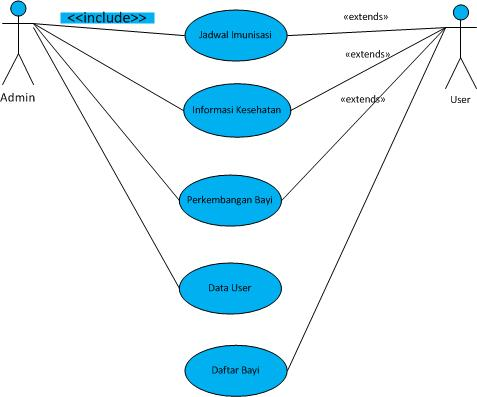 <<include>>
Jadwal Imunisasi
«extends»
Admin
User
Informasi Kesehatan
«extends»
«extends»
Perkembangan Bayi
Data User
Daftar Bayi